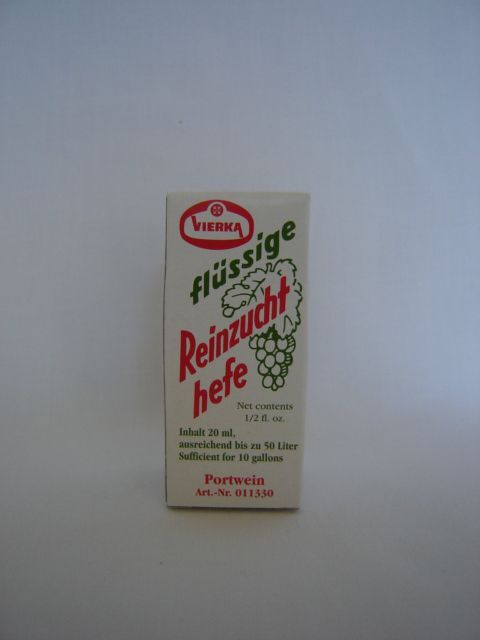 VIERKA
flüssige
Reinzucht
hefe
Net contents
1/2 fl. oz.
Inhalt 20 ml,
ausreichend bis zu 50 Liter
Sufficient for 10 gallons
Portwein
Art.-Nr. 011330